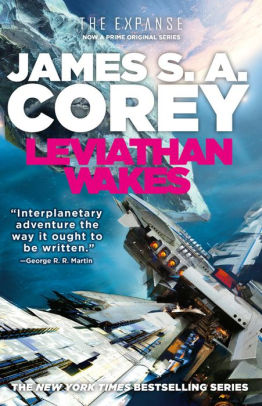 THE EXPANSE
NOW A PRIME ORIGINAL SERIES
JAMES S. A.
COREY
LEVIATHAN
WAKES
“Interplanetary
adventure the
way it ought to
be written.”
—George R. R. Martin
THE NEW YORK TIMES BESTSELLING SERIES